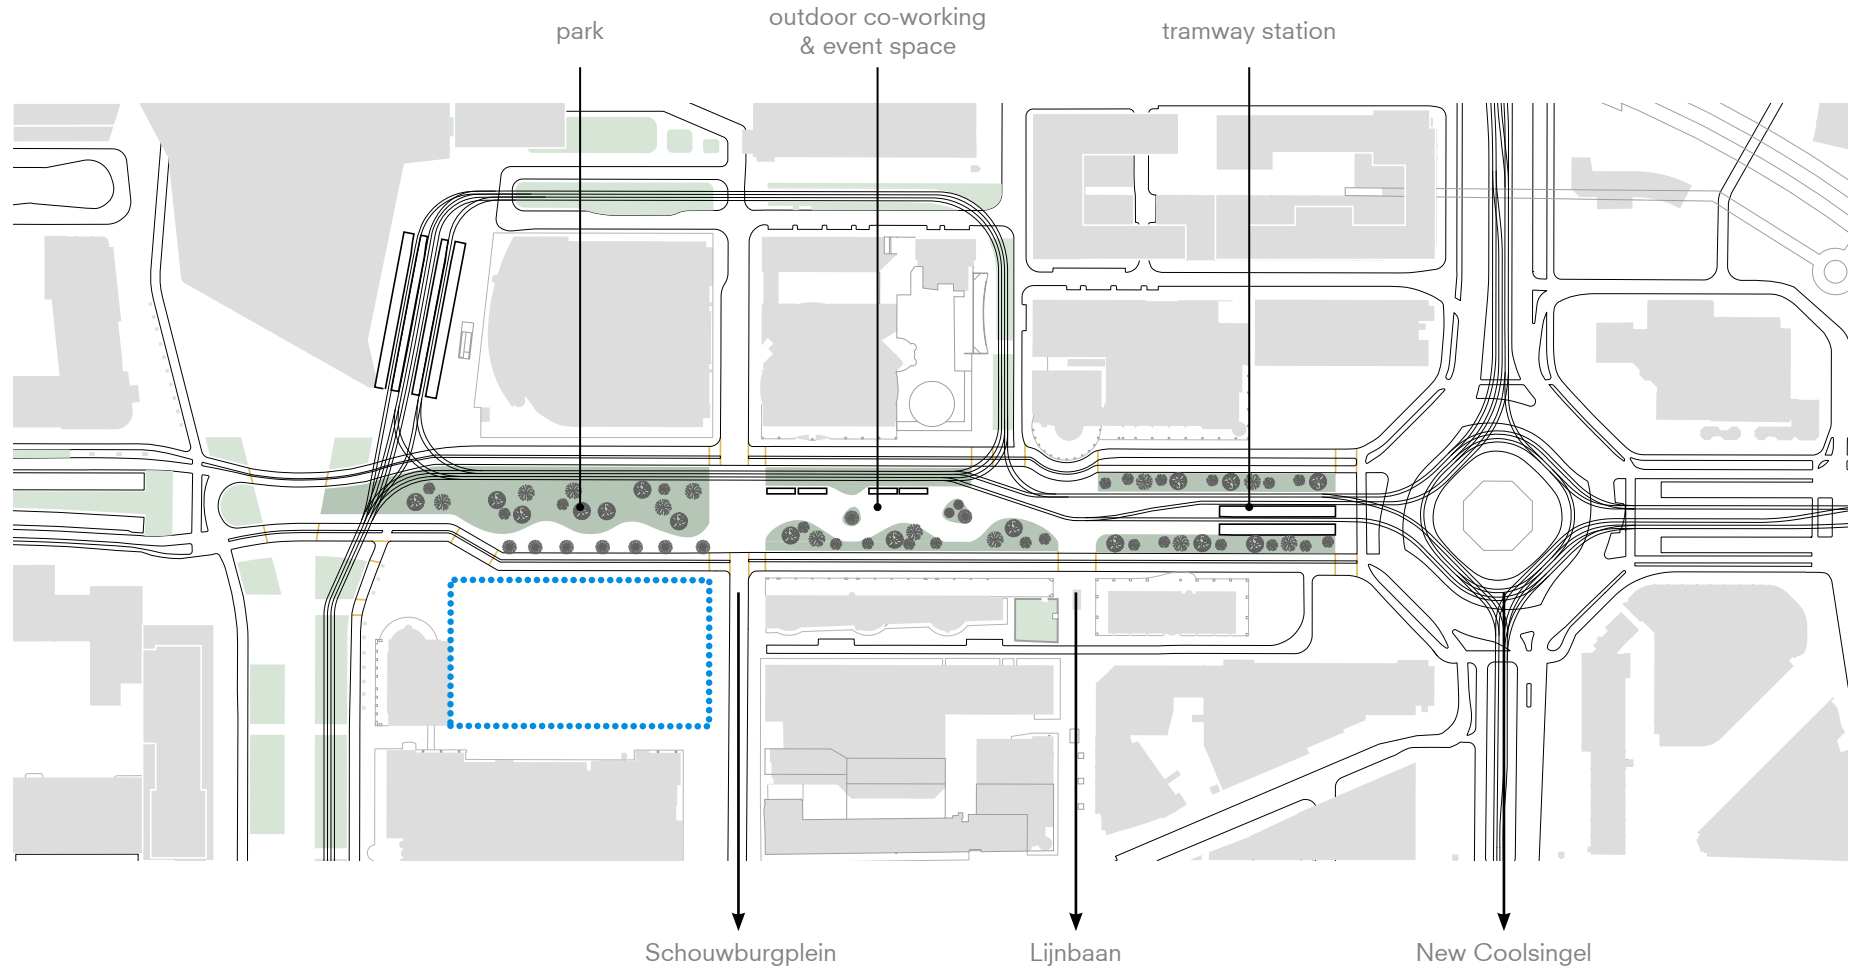 park
outdoor co-working
& event space
tramway station
Schouwburgplein
Lijnbaan
New Coolsingel